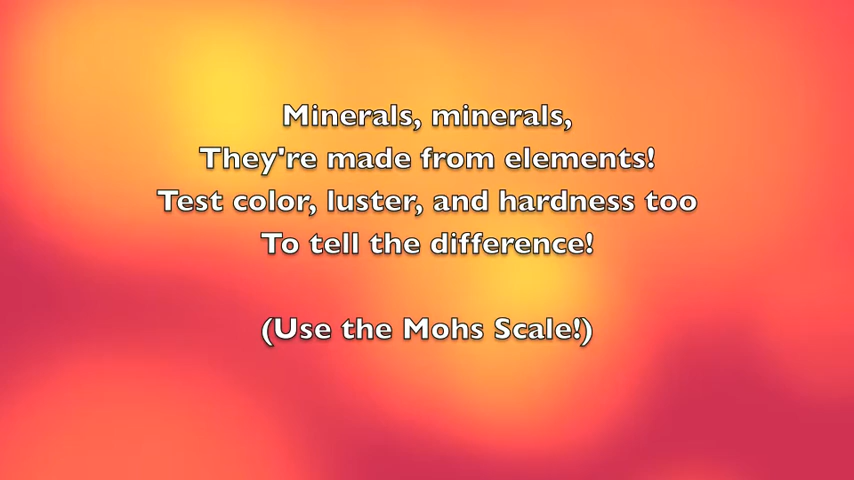 Minerals, minerals,
They're made from elements!
Test color, luster, and hardness too
To tell the difference!
(Use the Mohs Scale!)